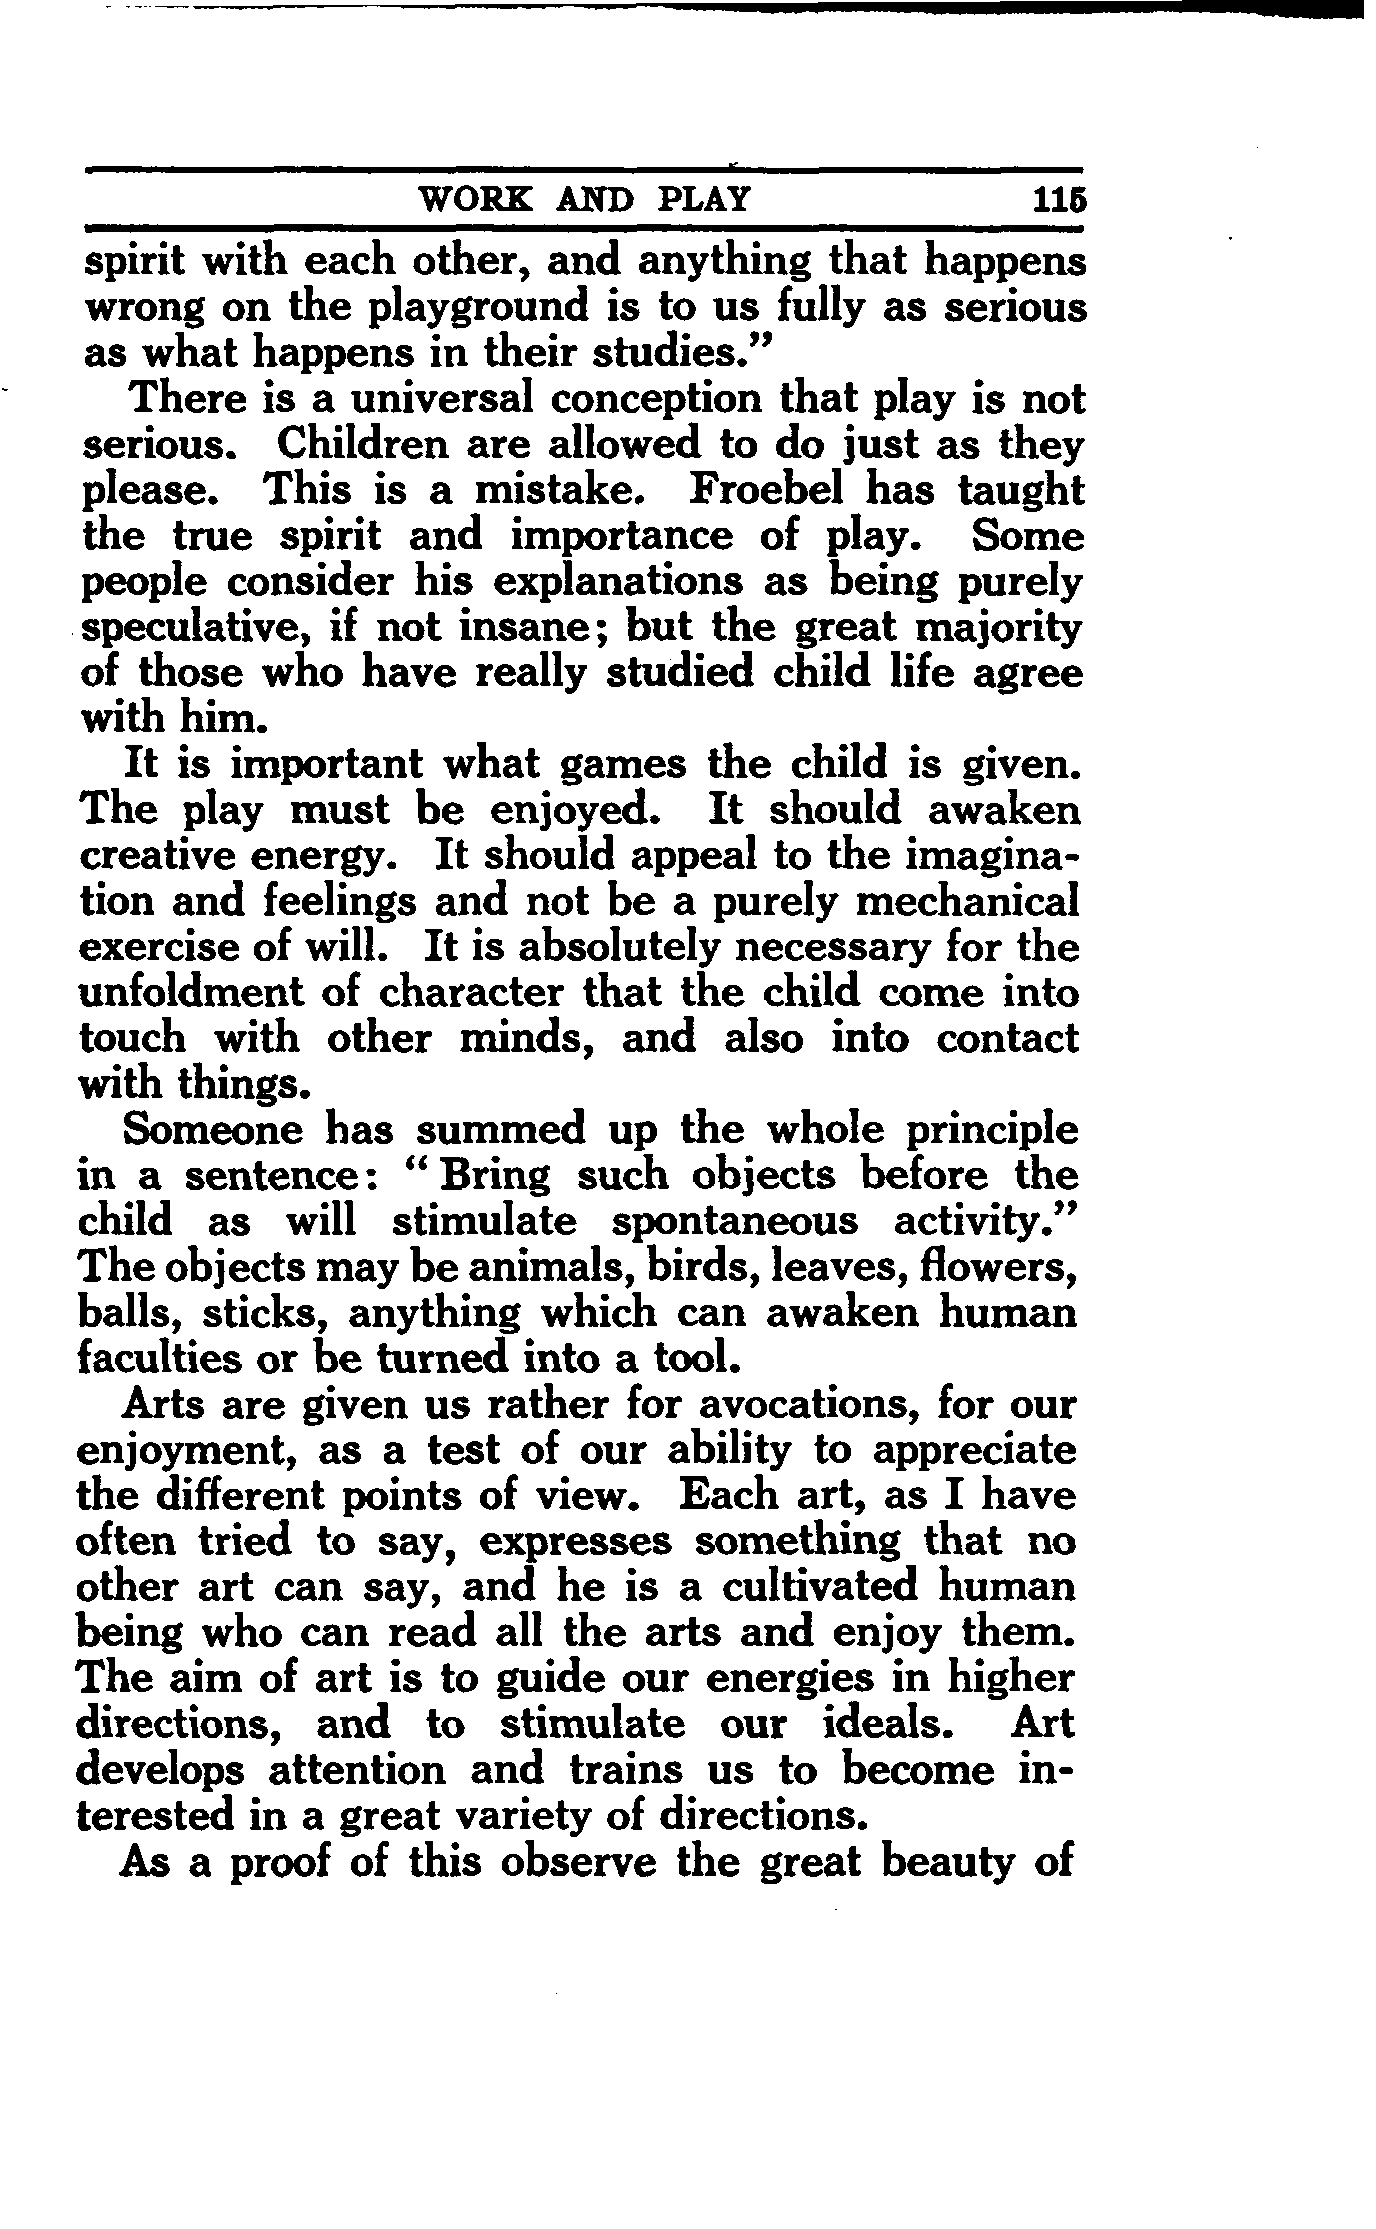 WORK AND PLAY 115
spirit with each other, and anything that happens
wrong on the playground is to us fully as serious
as what happens in their studies.”
There is a universal conception that play is not
serious. Children are allowed to do just as they
please. This is a mistake. Froebel has taught
the true spirit and importance of play. Some
people consider his explanations as being purely
speculative, if not insane; but the great majority
of those who have really studied child life agree
with him.
It is important what games the child is given.
The play must be enjoyed. It should awaken
creative energy. It should appeal to the imagina-
tion and feelings and not be a purely mechanical
exercise of will. It is absolutely necessary for the
unfoldment of character that the child come into
touch with other minds, and also into contact
with things.
Someone has summed up the whole principle
in a sentence: “Bring such objects before the
child as will stimulate spontaneous activity.”
The objects may be animals, birds, leaves, flowers,
balls, sticks, anything which can awaken human
faculties or be turned into a tool.
Arts are given us rather for avocations, for our
enjoyment, as a test of our ability to appreciate
the different points of view. Each art, as I have
often tried to say, expresses something that no
other art can say, and he is a cultivated human
being who can read all the arts and enjoy them.
The aim of art is to guide our energies in higher
directions, and to stimulate our ideals. Art
develops attention and trains us to become in-
terested in a great variety of directions.
As a proof of this observe the great beauty of